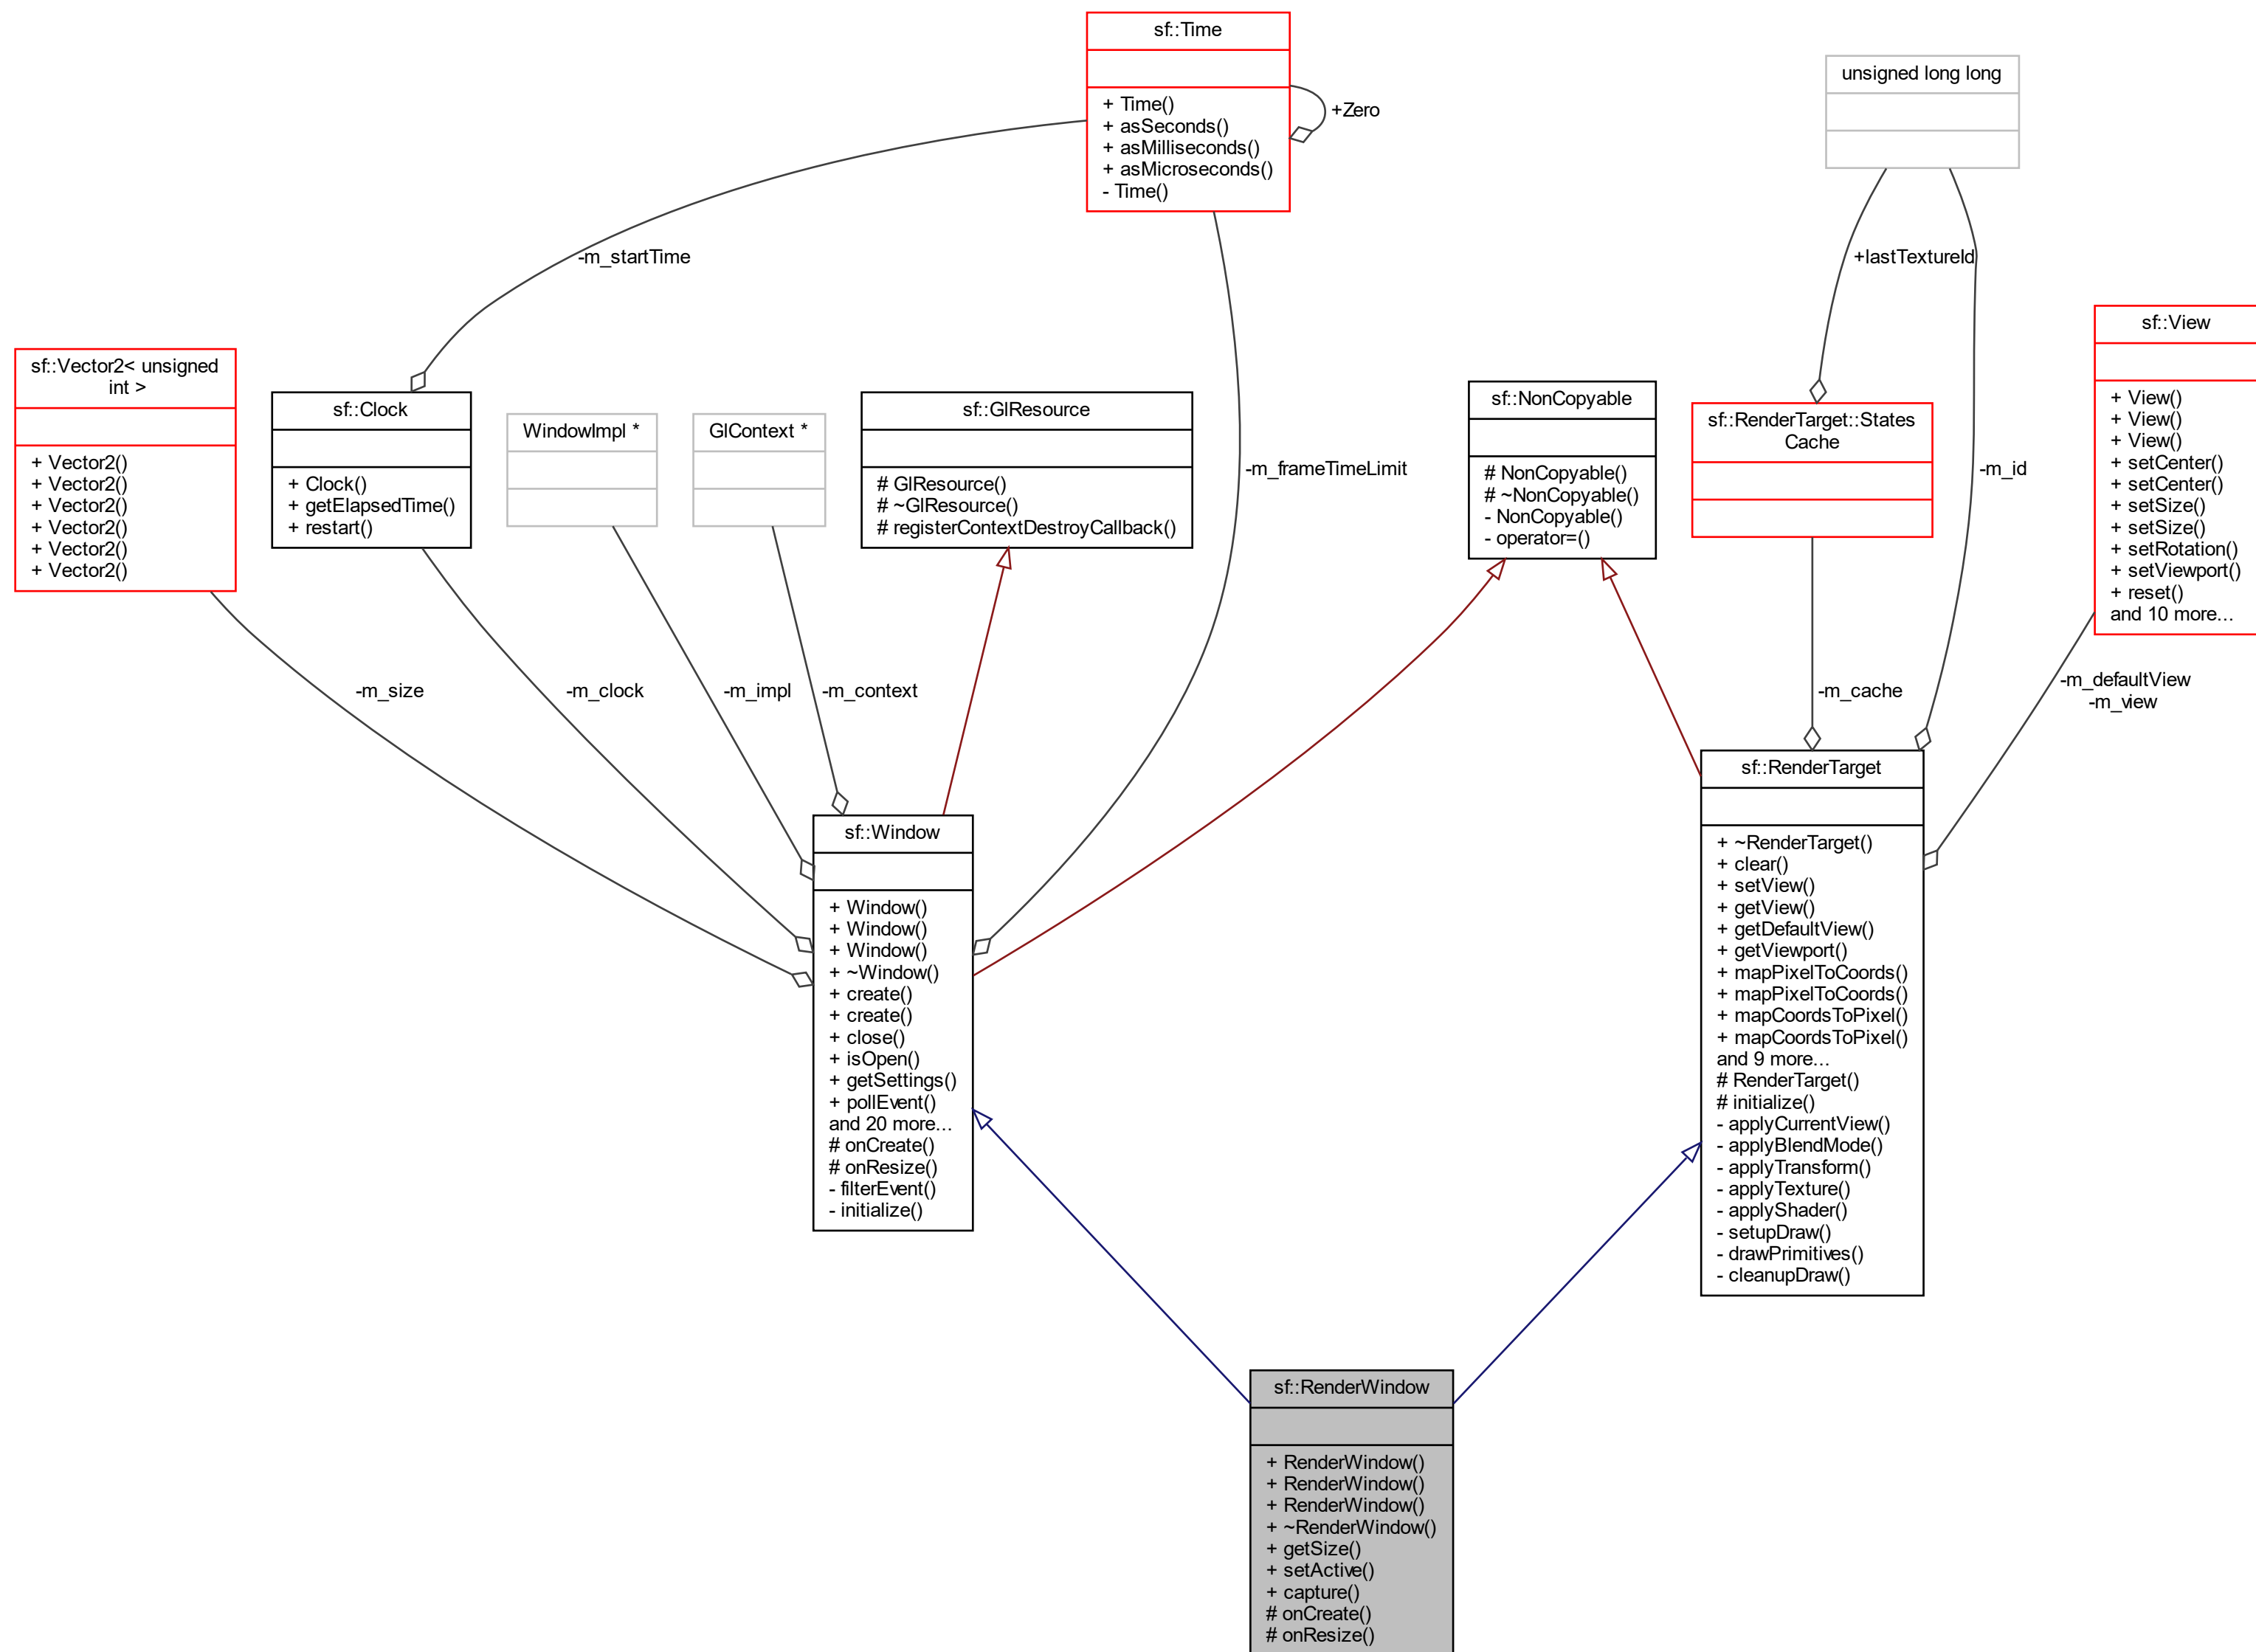 sf::Time
+ Time()
+ asSeconds()
+ asMilliseconds()
+ asMicroseconds()
- Time()
+Zero
unsigned long long
-m_startTime
+lastTextureId
sf::View
+ View()
+ View()
+ View()
+ setCenter()
+ setCenter()
+ setSize()
+ setSize()
+ setRotation()
+ setViewport()
+ reset()
and 10 more...
sf::Vector2< unsigned
int >
+ Vector2()
+ Vector2()
+ Vector2()
+ Vector2()
+ Vector2()
+ Vector2()
sf::Clock
+ Clock()
+ getElapsedTime()
+ restart()
WindowImpl *
GlContext *
sf::GlResource
# GlResource()
# ~GlResource()
# registerContextDestroyCallback()
-m_frameTimeLimit
sf::NonCopyable
# NonCopyable()
# ~NonCopyable()
- NonCopyable()
- operator=()
sf::RenderTarget::States
Cache
-m_id
-m_size
-m_clock
-m_impl
-m_context
-m_cache
-m_defaultView
-m_view
sf::Window
+ Window()
+ Window()
+ Window()
+ ~Window()
+ create()
+ create()
+ close()
+ isOpen()
+ getSettings()
+ pollEvent()
and 20 more...
# onCreate()
# onResize()
- filterEvent()
- initialize()
sf::RenderTarget
+ ~RenderTarget()
+ clear()
+ setView()
+ getView()
+ getDefaultView()
+ getViewport()
+ mapPixelToCoords()
+ mapPixelToCoords()
+ mapCoordsToPixel()
+ mapCoordsToPixel()
and 9 more...
# RenderTarget()
# initialize()
- applyCurrentView()
- applyBlendMode()
- applyTransform()
- applyTexture()
- applyShader()
- setupDraw()
- drawPrimitives()
- cleanupDraw()
sf::RenderWindow
+ RenderWindow()
+ RenderWindow()
+ RenderWindow()
+ ~RenderWindow()
+ getSize()
+ setActive()
+ capture()
# onCreate()
# onResize()